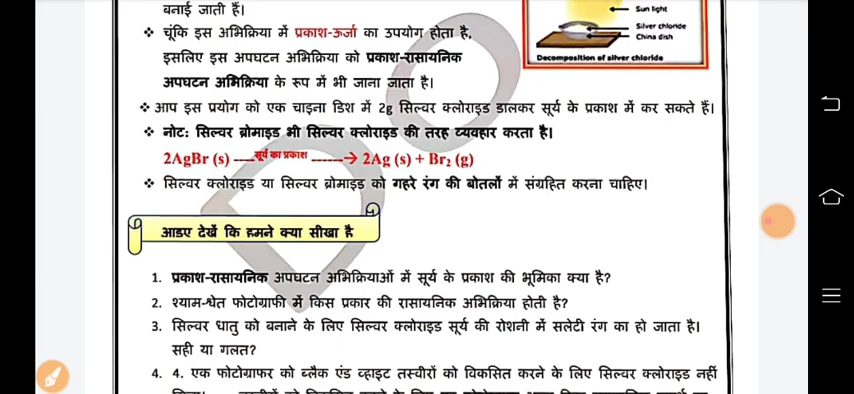 बनाई जाती हैं।
❖ चूंकि इस अभिक्रिया में प्रकाश-ऊर्जा का उपयोग होता है,
इसलिए इस अपघटन अभिक्रिया को प्रकाश-रासायनिक
अपघटन अभिक्रिया के रूप में भी जाना जाता है।
Sun light
Silver chloride
China dish
Decomposition of silver chloride
❖ आप इस प्रयोग को एक चाइना डिश में 2g सिल्वर क्लोराइड डालकर सूर्य के प्रकाश में कर सकते हैं।
❖ नोट: सिल्वर ब्रोमाइड भी सिल्वर क्लोराइड की तरह व्यवहार करता है।
2AgBr (s) ----सूर्य का प्रकाश------→ 2Ag (s) + Br₂ (g)
❖ सिल्वर क्लोराइड या सिल्वर ब्रोमाइड को गहरे रंग की बोतलों में संग्रहित करना चाहिए।
आइए देखें कि हमने क्या सीखा है
1. प्रकाश-रासायनिक अपघटन अभिक्रियाओं में सूर्य के प्रकाश की भूमिका क्या है?
2. श्याम-श्वेत फोटोग्राफी में किस प्रकार की रासायनिक अभिक्रिया होती है?
3. सिल्वर धातु को बनाने के लिए सिल्वर क्लोराइड सूर्य की रोशनी में सलेटी रंग का हो जाता है।
सही या गलत?
4. 4. एक फोटोग्राफर को ब्लैक एंड व्हाइट तस्वीरों को विकसित करने के लिए सिल्वर क्लोराइड नहीं